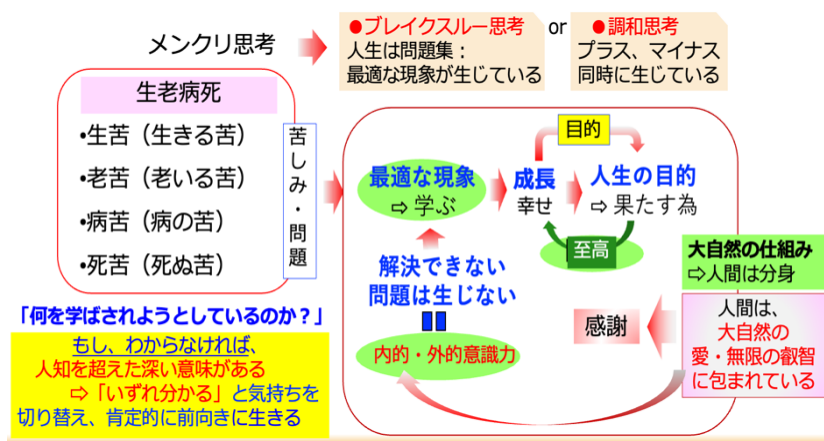 メンクリ思考
●ブレイクスルー思考
人生は問題集：
最適な現象が生じている
or
●調和思考
プラス、マイナス
同時に生じている
生老病死
・生苦（生きる苦）
・老苦（老いる苦）
・病苦（病の苦）
・死苦（死ぬ苦）
苦しみ・問題
目的
最適な現象
⇨ 学ぶ
成長
幸せ
人生の目的
⇨ 果たす為
至高
解決できない
問題は生じない
内的・外的意識力
感謝
大自然の仕組み
⇨人間は分身
人間は、
大自然の
愛・無限の叡智
に包まれている
「何を学ばされようとしているのか？」
もし、わからなければ、
人知を超えた深い意味がある
⇨「いずれ分かる」と気持ちを
切り替え、肯定的に前向きに生きる